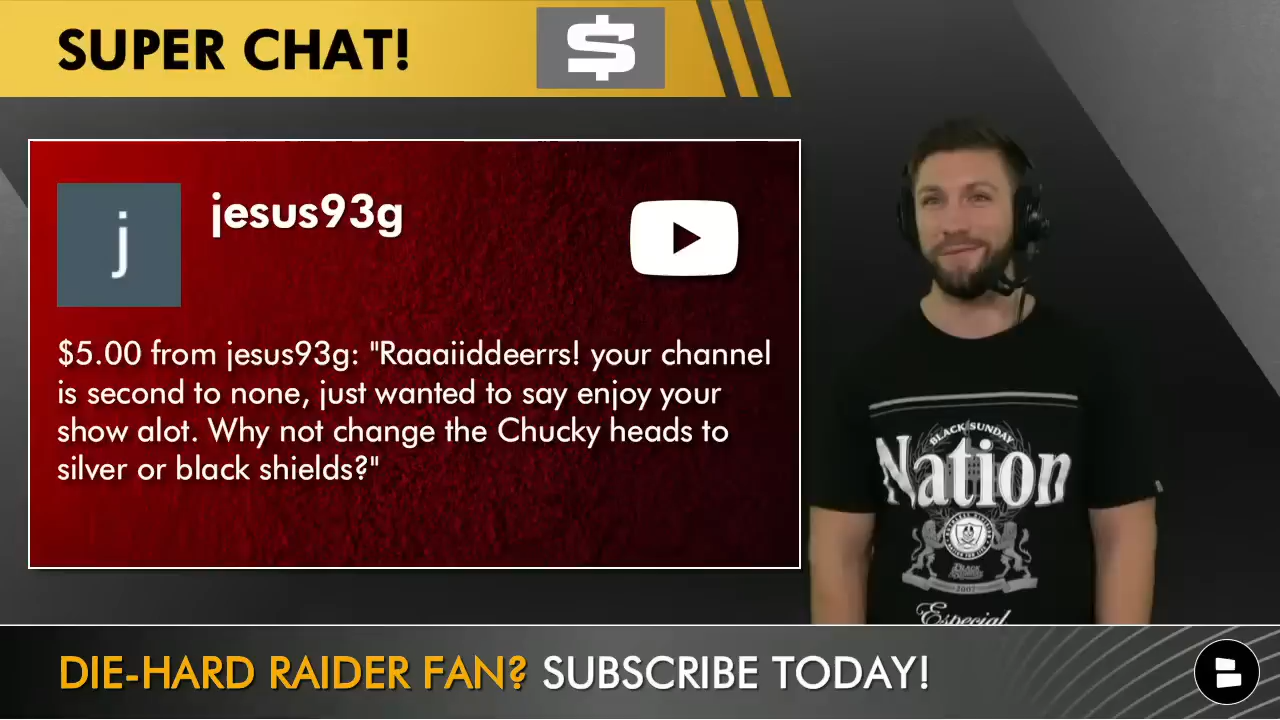 SUPER CHAT!
$
j
jesus93g
$5.00 from jesus93g: "Raaaiiddeerrs! your channel
is second to none, just wanted to say enjoy your
show alot. Why not change the Chucky heads to
silver or black shields?"
BLACK SUNDAY
Nation
2007
Especial
DIE-HARD RAIDER FAN? SUBSCRIBE TODAY!